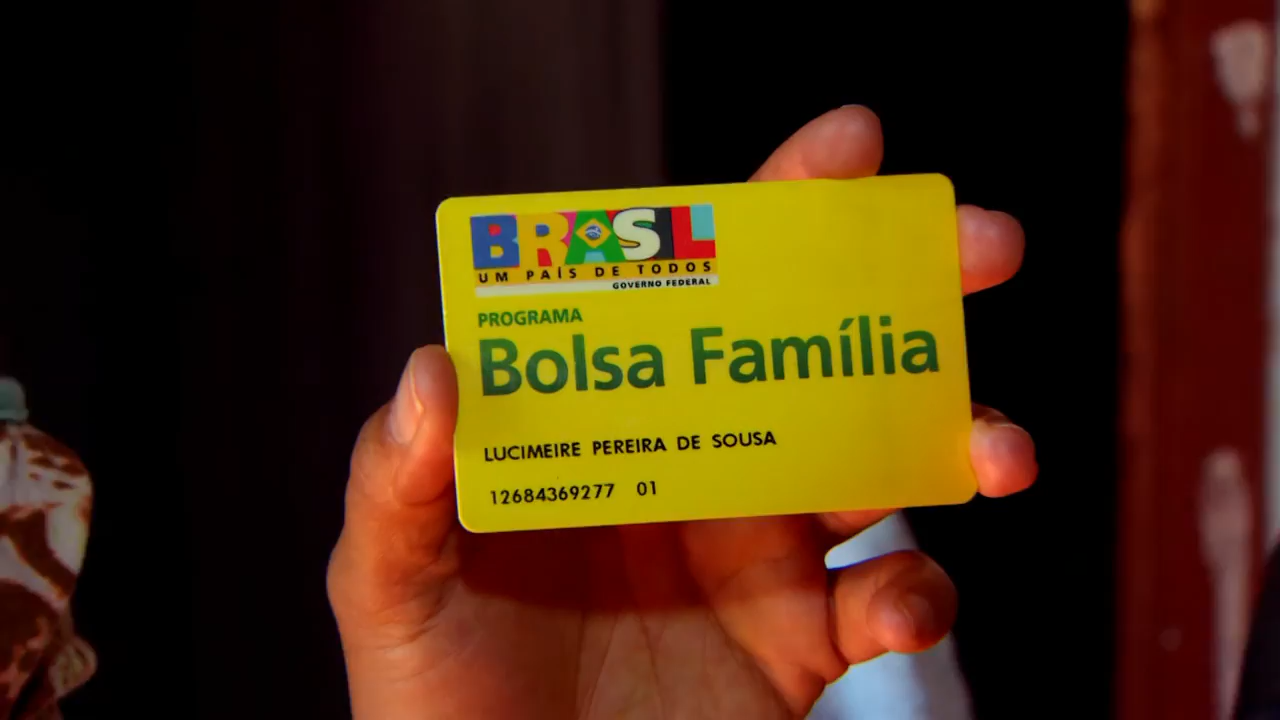 BRASIL
UM PAÍS DE TODOS
GOVERNO FEDERAL
PROGRAMA
Bolsa Família
LUCIMEIRE PEREIRA DE SOUSA
12684369277 01